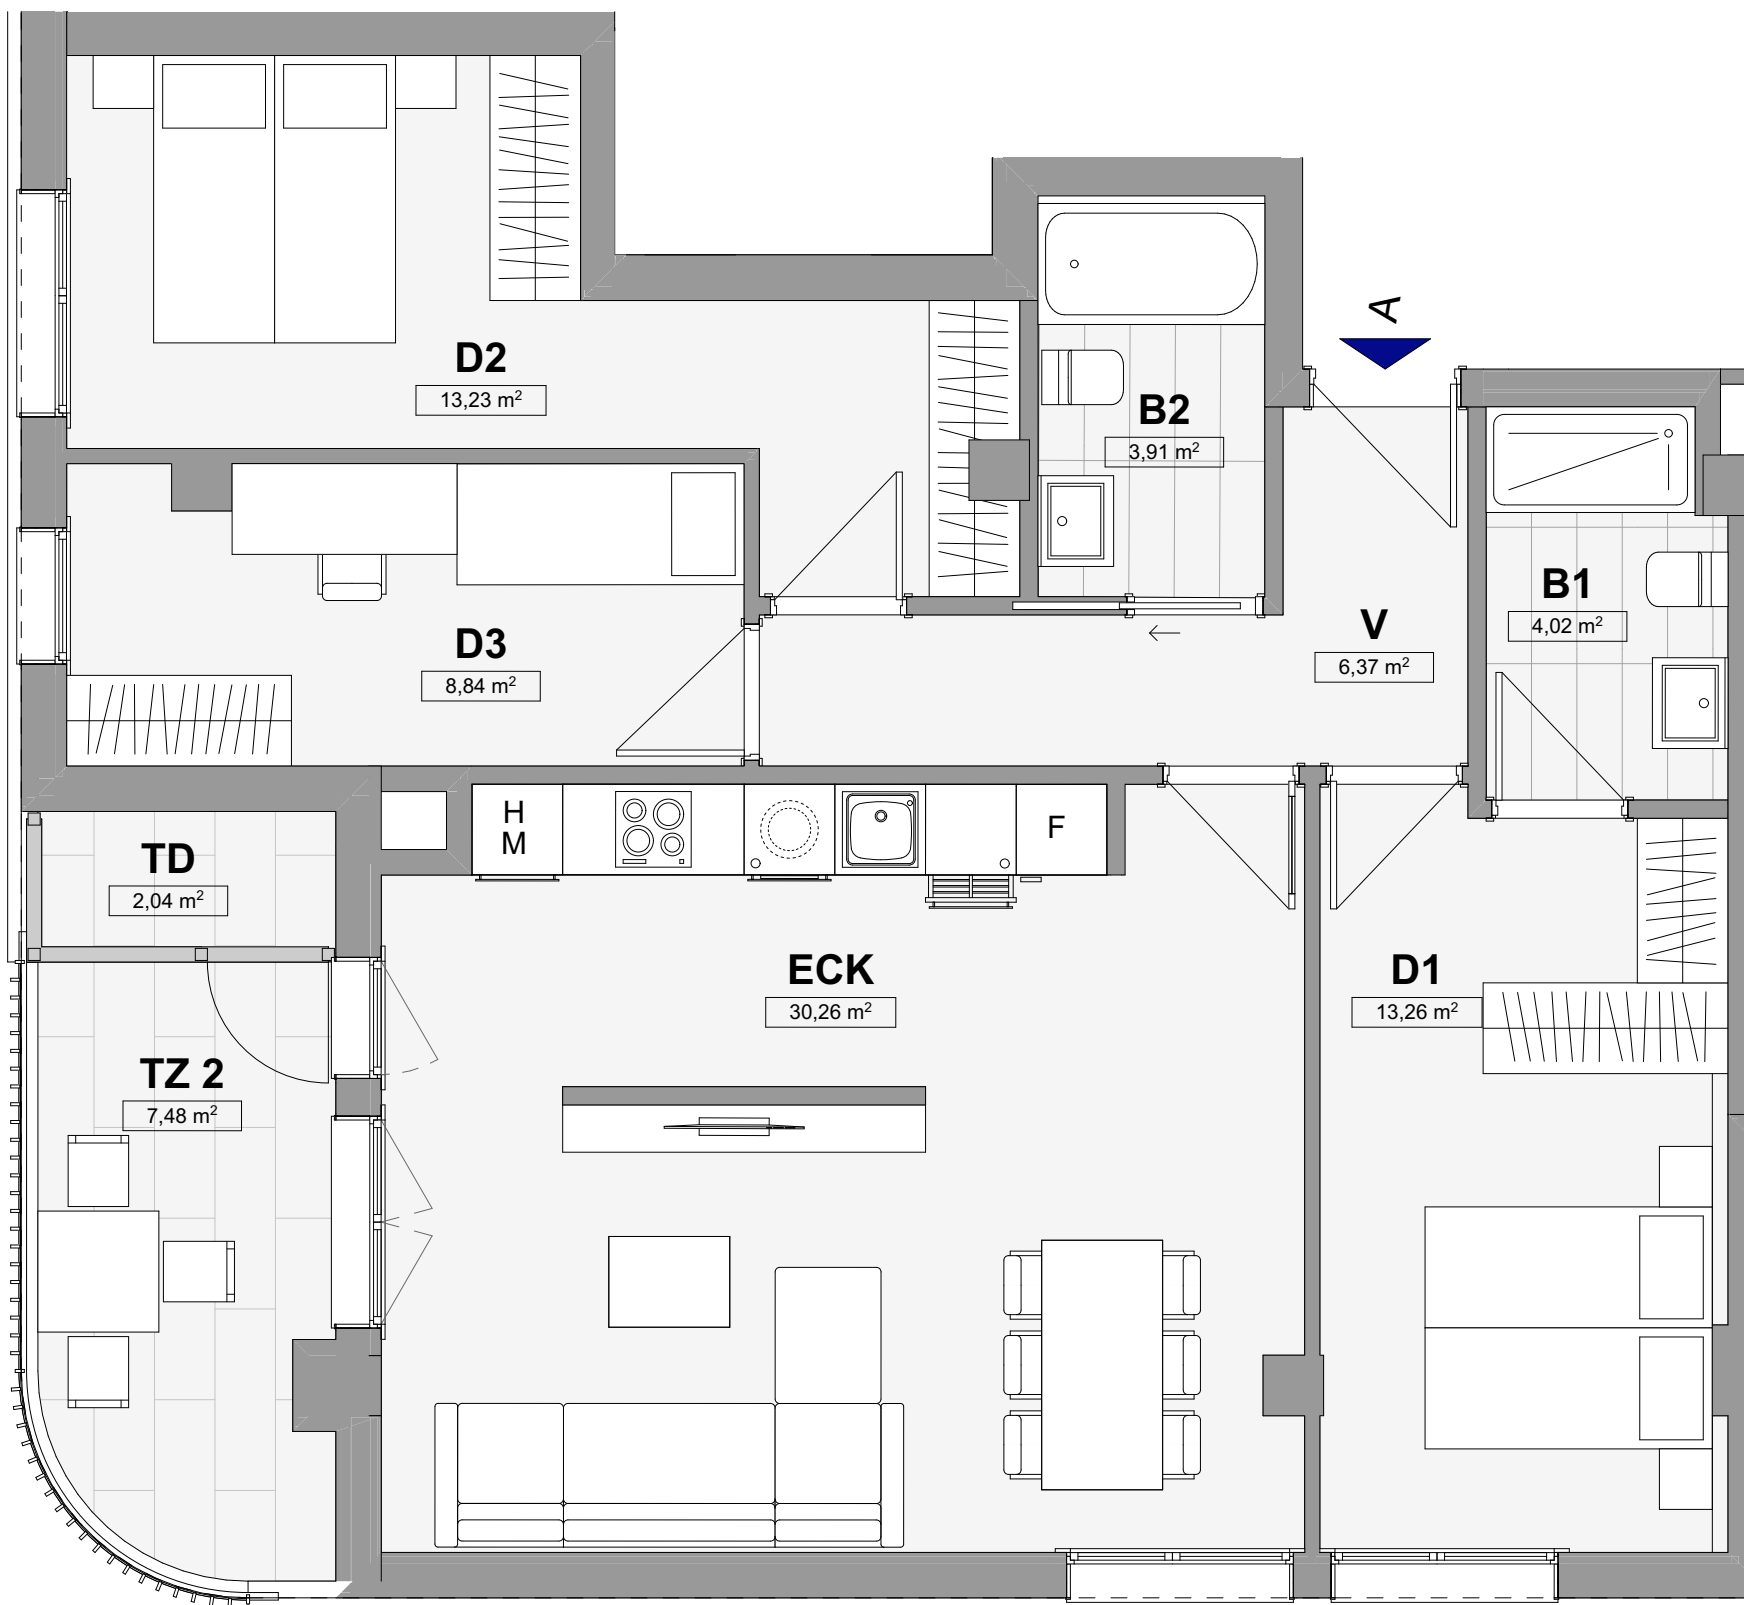 A
D2
13,23 m²
B2
3,91 m²
B1
4,02 m²
D3
8,84 m²
V
6,37 m²
H
M
F
TD
2,04 m²
ECK
30,26 m²
D1
13,26 m²
TZ 2
7,48 m²